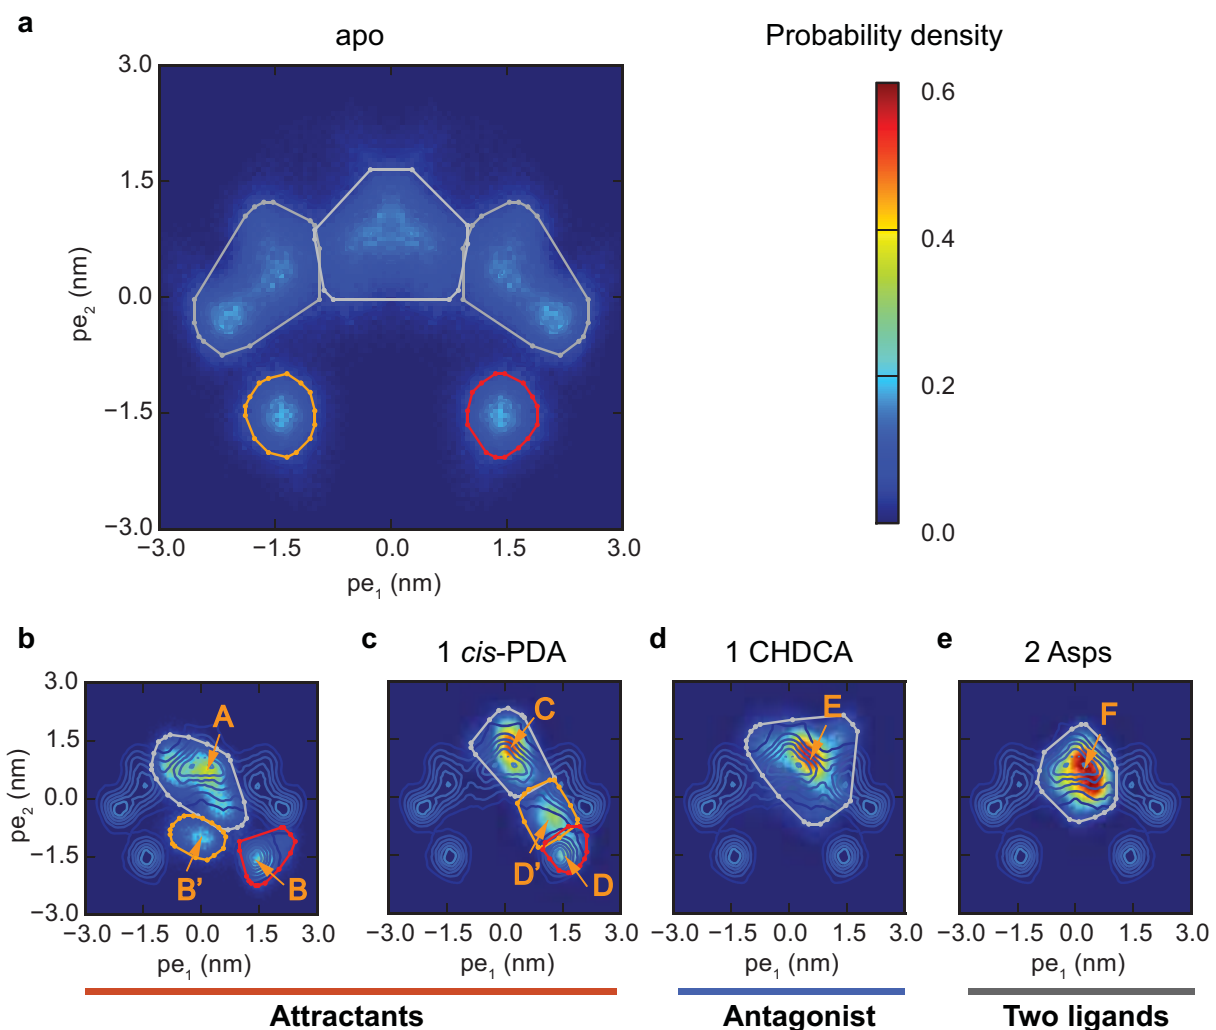 a
apo
Probability density
3.0
1.5
0.0
−1.5
−3.0
pe2 (nm)
−3.0 −1.5 0.0 1.5 3.0
pe1 (nm)
0.6
0.4
0.2
0.0
b
c
1 cis-PDA
d
1 CHDCA
e
2 Asps
3.0
1.5
0.0
−1.5
−3.0
pe2 (nm)
A
B’
B
C
D’
D
E
F
−3.0 −1.5 0.0 1.5 3.0
−3.0 −1.5 0.0 1.5 3.0
−3.0 −1.5 0.0 1.5 3.0
−3.0 −1.5 0.0 1.5 3.0
pe1 (nm)
pe1 (nm)
pe1 (nm)
pe1 (nm)
Attractants
Antagonist
Two ligands